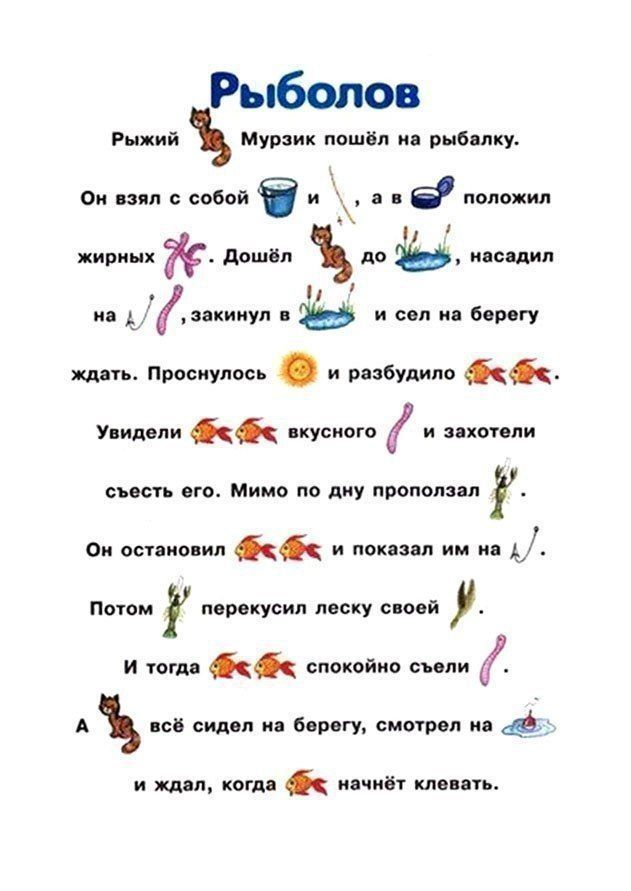 Рыболов
Рыжий Мурзик пошёл на рыбалку.
Он взял с собой и , а в положил
жирных . Дошёл до , насадил
на , закинул в и сел на берегу
ждать. Проснулось и разбудило .
Увидели вкусного и захотели
съесть его. Мимо по дну проползал .
Он остановил и показал им на .
Потом перекусил леску своей .
И тогда спокойно съели .
А всё сидел на берегу, смотрел на
и ждал, когда начнёт клевать.